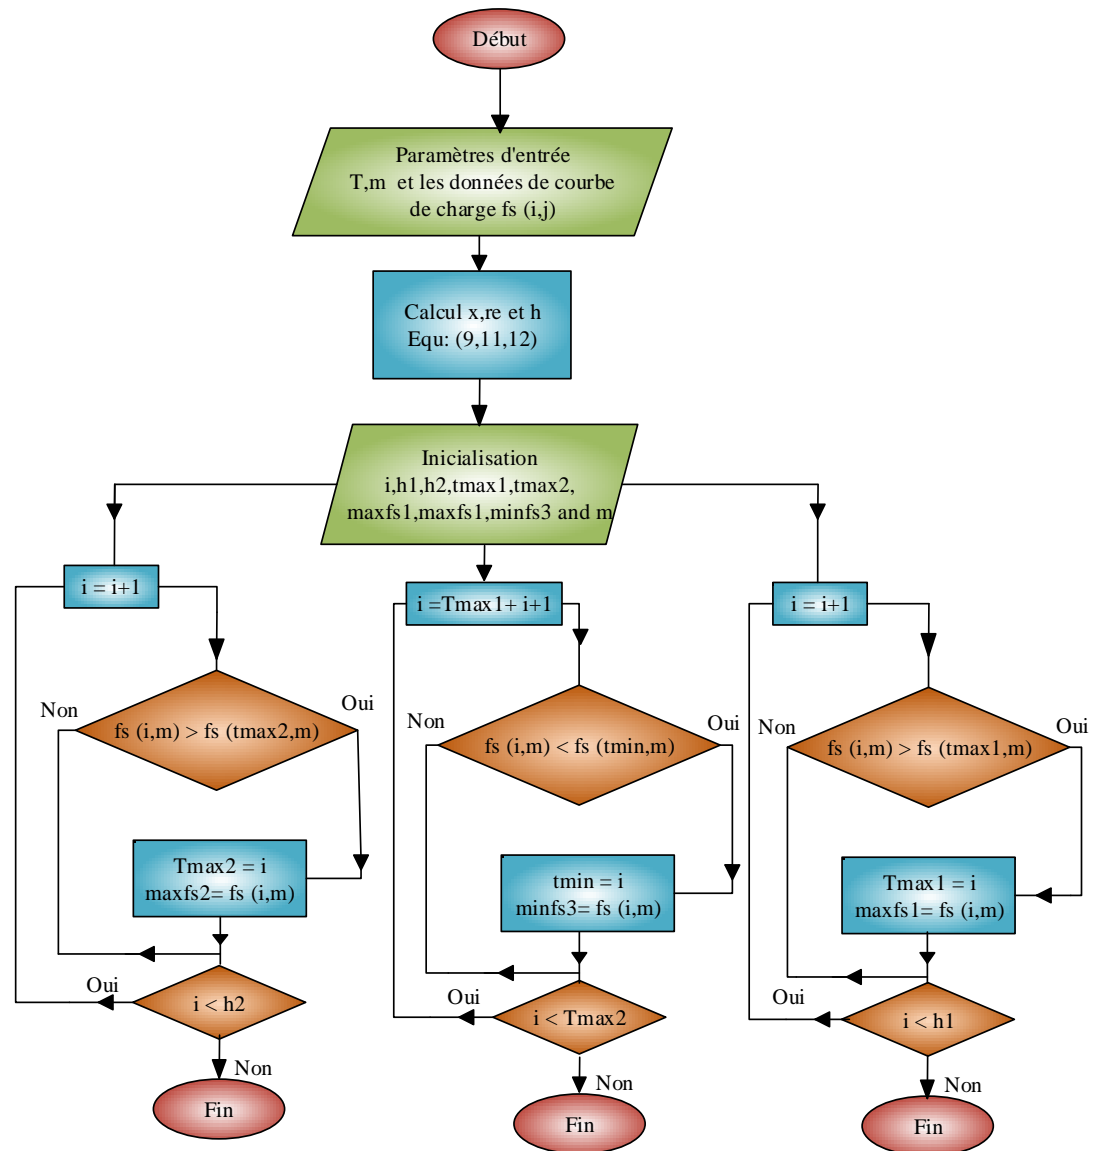 Début
Paramètres d'entrée
T,m et les données de courbe
de charge fs (i,j)
Calcul x,re et h
Equ: (9,11,12)
Inicialisation
i,h1,h2,tmax1,tmax2,
maxfs1,maxfs1,minfs3 and m
i = i+1
fs (i,m) > fs (tmax2,m)
Non
Oui
Tmax2 = i
maxfs2= fs (i,m)
i < h2
Oui
Non
Fin
i =Tmax1+ i+1
fs (i,m) < fs (tmin,m)
Non
Oui
tmin = i
minfs3= fs (i,m)
i < Tmax2
Oui
Non
Fin
i = i+1
fs (i,m) > fs (tmax1,m)
Non
Oui
Tmax1 = i
maxfs1= fs (i,m)
i < h1
Oui
Non
Fin